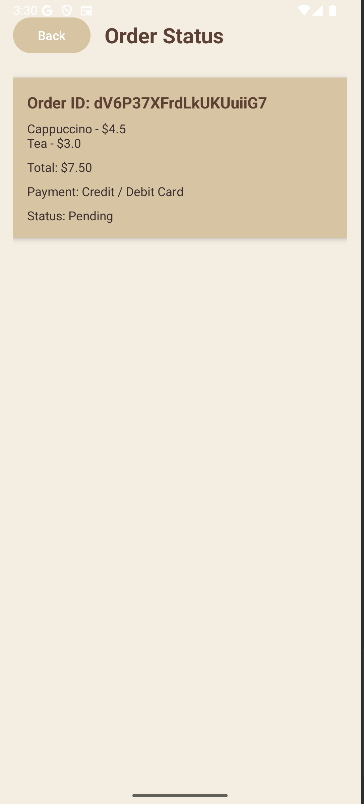 3:30 G
Back
Order Status
Order ID: dV6P37XFrdLkUKUuiiG7
Cappuccino - $4.5
Tea - $3.0
Total: $7.50
Payment: Credit / Debit Card
Status: Pending